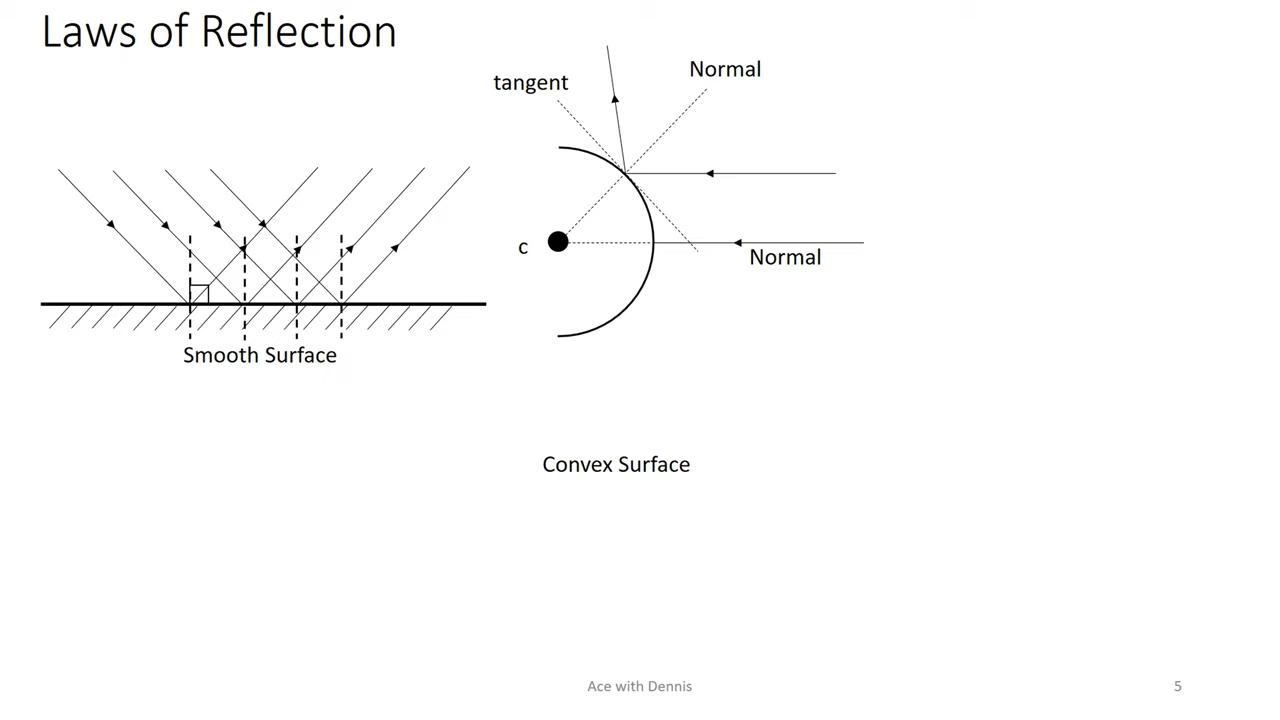 Laws of Reflection
tangent
Normal
c
Normal
Smooth Surface
Convex Surface
Ace with Dennis
5